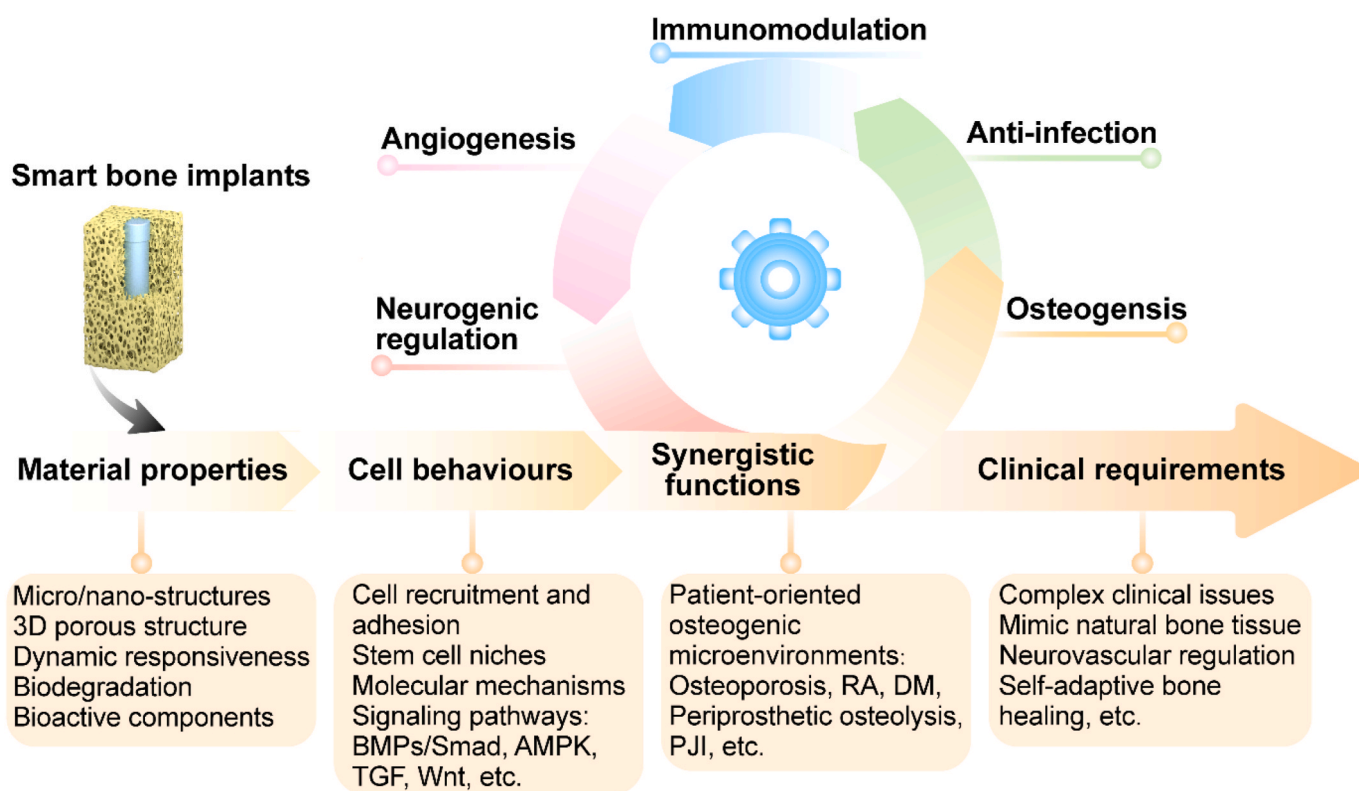 Immunomodulation
Angiogenesis
Anti-infection
Smart bone implants
Neurogenic
regulation
Osteogensis
Material properties
Cell behaviours
Synergistic
functions
Clinical requirements
Micro/nano-structures
3D porous structure
Dynamic responsiveness
Biodegradation
Bioactive components
Cell recruitment and
adhesion
Stem cell niches
Molecular mechanisms
Signaling pathways:
BMPs/Smad, AMPK,
TGF, Wnt, etc.
Patient-oriented
osteogenic
microenvironments:
Osteoporosis, RA, DM,
Periprosthetic osteolysis,
PJI, etc.
Complex clinical issues
Mimic natural bone tissue
Neurovascular regulation
Self-adaptive bone
healing, etc.